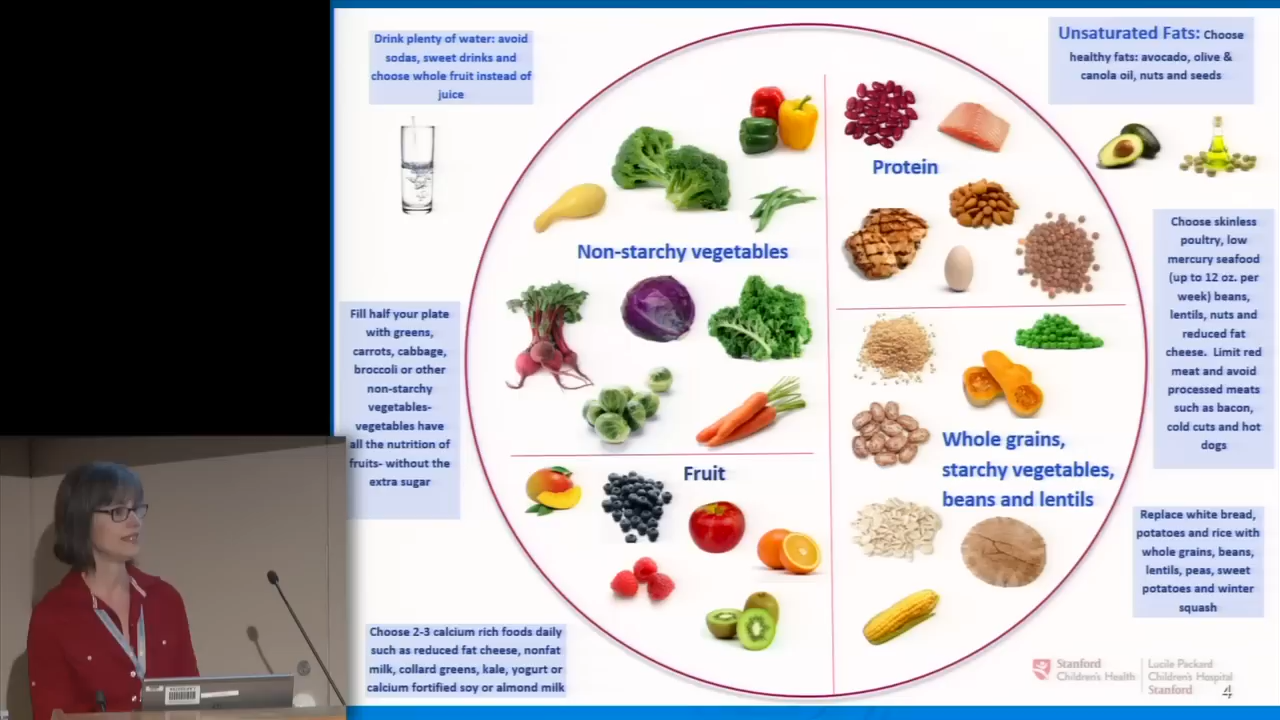 Drink plenty of water: avoid
sodas, sweet drinks and
choose whole fruit instead of
juice
Unsaturated Fats: Choose
healthy fats: avocado, olive &
canola oil, nuts and seeds
Protein
Non-starchy vegetables
Choose skinless
poultry, low
mercury seafood
(up to 12 oz. per
week) beans,
lentils, nuts and
reduced fat
cheese. Limit red
meat and avoid
processed meats
such as bacon,
cold cuts and hot
dogs
Fill half your plate
with greens,
carrots, cabbage,
broccoli or other
non-starchy
vegetables-
vegetables have
all the nutrition of
fruits- without the
extra sugar
Whole grains,
starchy vegetables,
beans and lentils
Fruit
Replace white bread,
potatoes and rice with
whole grains, beans,
lentils, peas, sweet
potatoes and winter
squash
Choose 2-3 calcium rich foods daily
such as reduced fat cheese, nonfat
milk, collard greens, kale, yogurt or
calcium fortified soy or almond milk
Stanford
Children's Health
Lucile Packard
Children's Hospital
Stanford
4